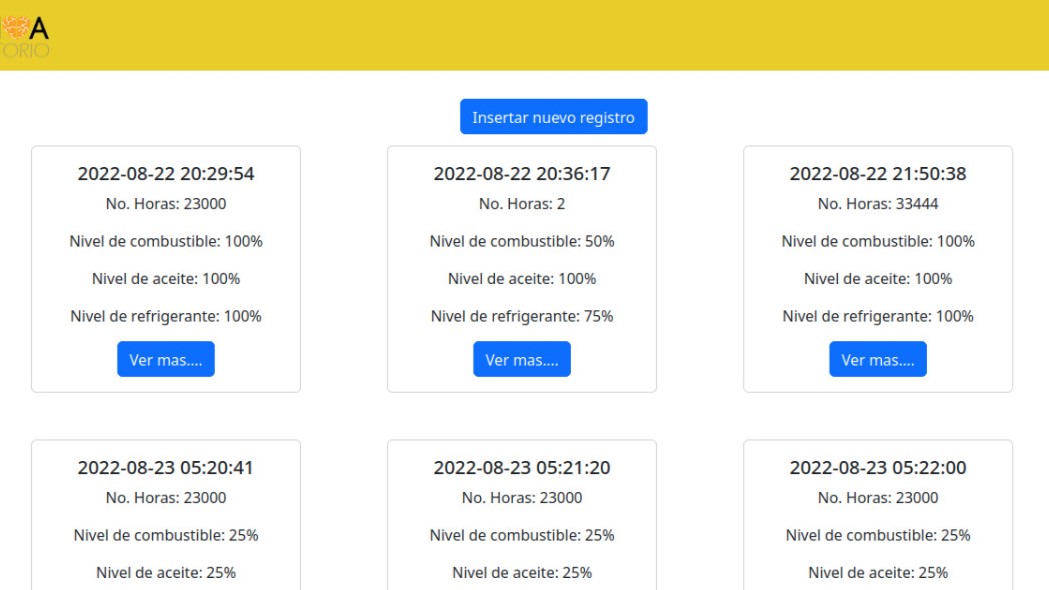 A
TORIO
Insertar nuevo registro
2022-08-22 20:29:54
No. Horas: 23000
Nivel de combustible: 100%
Nivel de aceite: 100%
Nivel de refrigerante: 100%
Ver mas....
2022-08-22 20:36:17
No. Horas: 2
Nivel de combustible: 50%
Nivel de aceite: 100%
Nivel de refrigerante: 75%
Ver mas....
2022-08-22 21:50:38
No. Horas: 33444
Nivel de combustible: 100%
Nivel de aceite: 100%
Nivel de refrigerante: 100%
Ver mas....
2022-08-23 05:20:41
No. Horas: 23000
Nivel de combustible: 25%
Nivel de aceite: 25%
2022-08-23 05:21:20
No. Horas: 23000
Nivel de combustible: 25%
Nivel de aceite: 25%
2022-08-23 05:22:00
No. Horas: 23000
Nivel de combustible: 25%
Nivel de aceite: 25%